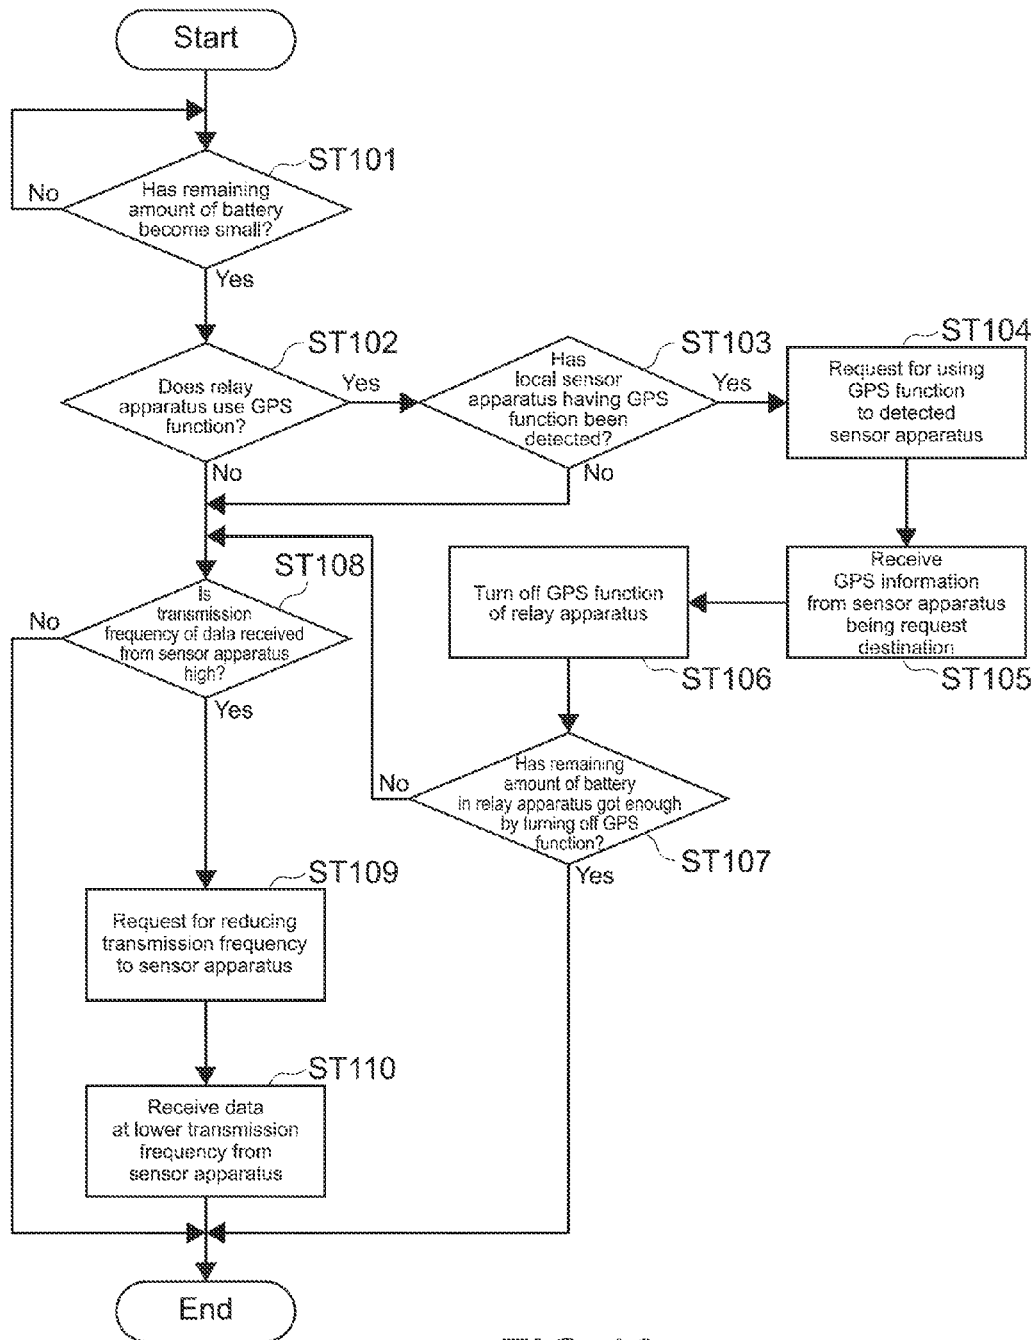 Start
ST101
Has remaining
amount of battery
become small?
No
Yes
ST102
Does relay
apparatus use GPS
function?
Yes
No
ST103
Has
local sensor
apparatus having GPS
function been
detected?
Yes
No
ST104
Request for using
GPS function
to detected
sensor apparatus
Receive
GPS information
from sensor apparatus
being request
destination
ST105
Turn off GPS function
of relay apparatus
ST106
Has remaining
amount of battery
in relay apparatus got enough
by turning off GPS
function?
No
Yes
ST107
ST108
Is
transmission
frequency of data received
from sensor apparatus
high?
No
Yes
ST109
Request for reducing
transmission frequency
to sensor apparatus
ST110
Receive data
at lower transmission
frequency from
sensor apparatus
End